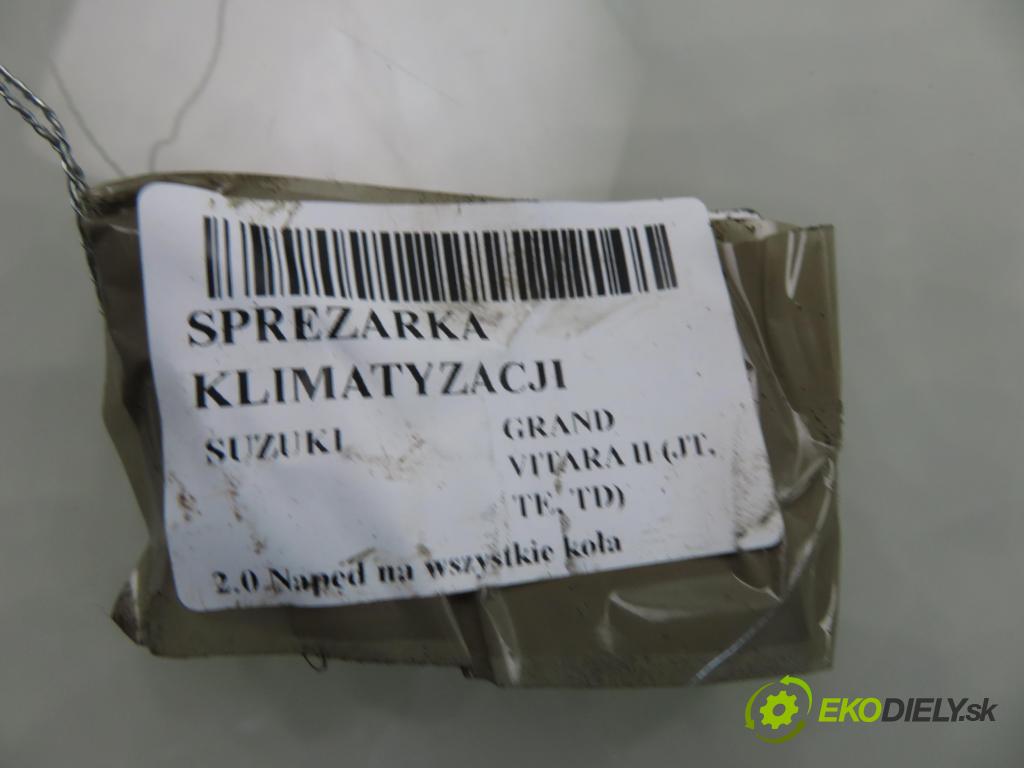 SPREZARKA
KLIMATYZACJI
SUZUKI
GRAND
VITARA II (JT,
TE, TD)
2.0 Napęd na wszystkie koła
EKODIELY.sk